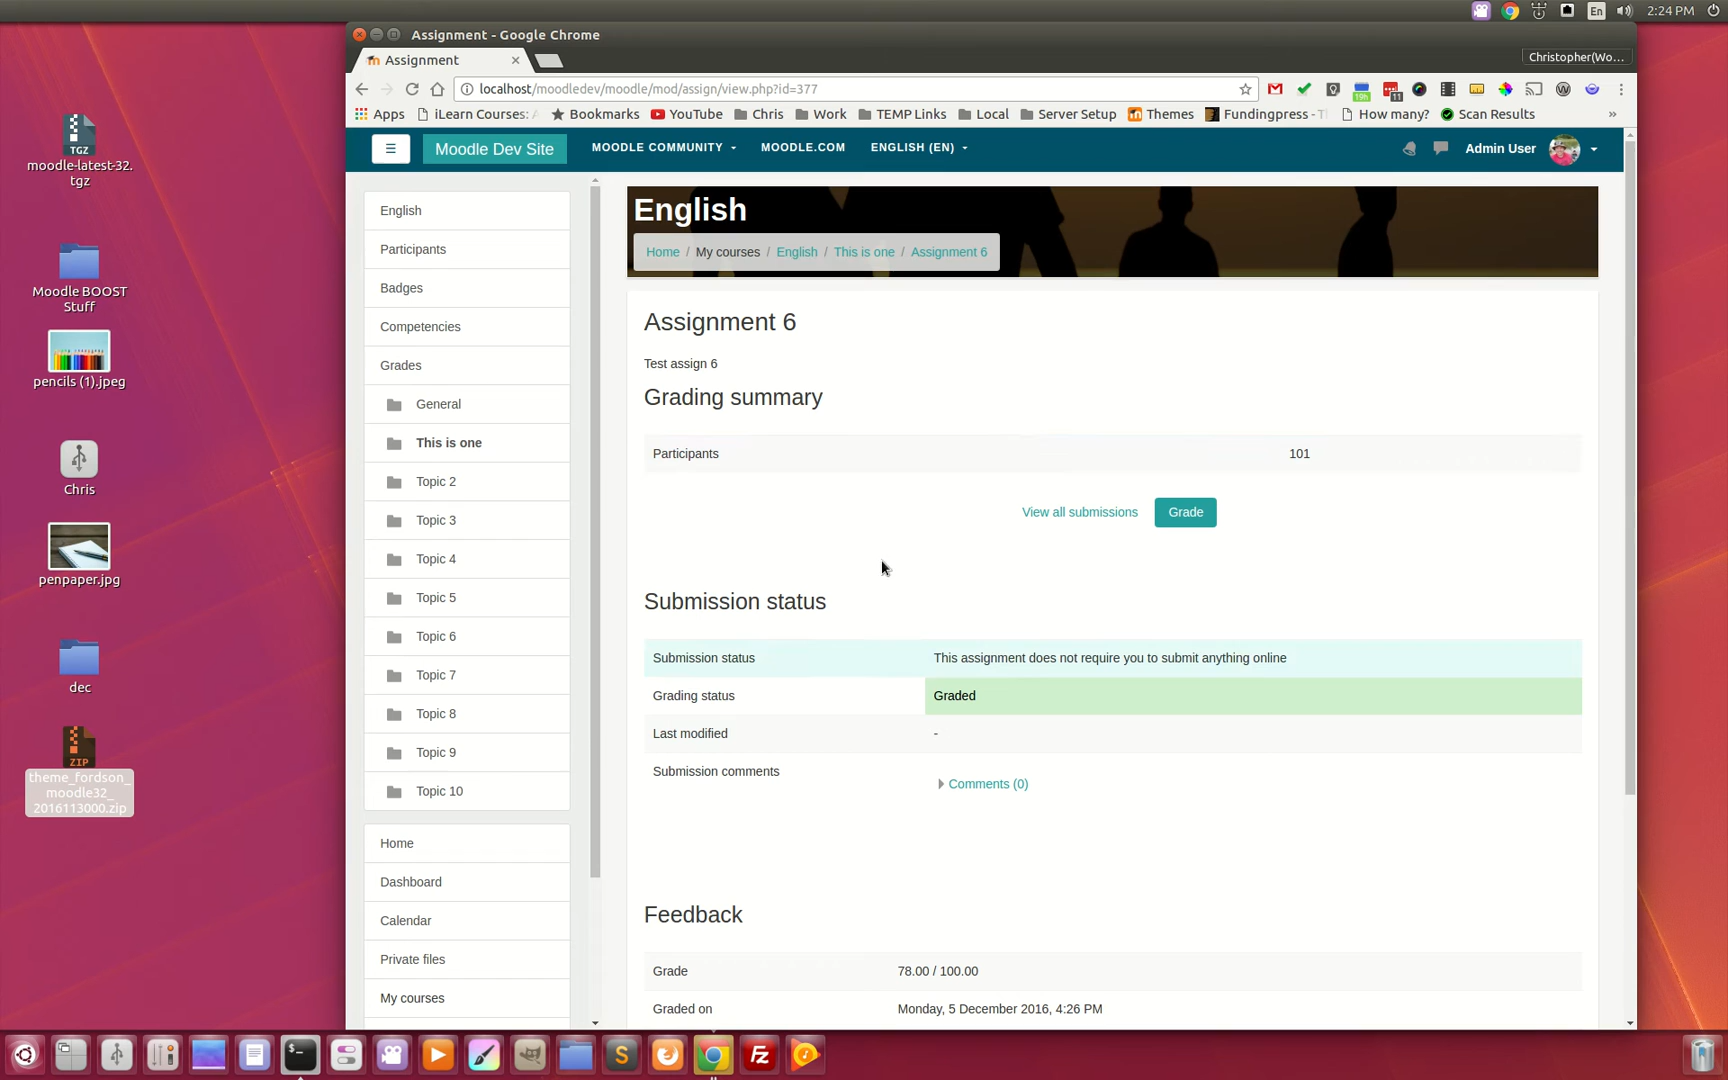 En
2:24 PM
Assignment - Google Chrome
Assignment
Christopher(Wo...
localhost/moodledev/moodle/mod/assign/view.php?id=377
19h
11
Apps
iLearn Courses:
Bookmarks
YouTube
Chris
Work
TEMP Links
Local
Server Setup
Themes
Fundingpress -
How many?
Scan Results
»
Moodle Dev Site
MOODLE COMMUNITY
MOODLE.COM
ENGLISH (EN)
Admin User
TGZ
moodle-latest-32.
tgz
Moodle BOOST
Stuff
pencils (1).jpeg
Chris
penpaper.jpg
dec
ZIP
theme_fordson_
moodle32_
2016113000.zip
English
Participants
Badges
Competencies
Grades
General
This is one
Topic 2
Topic 3
Topic 4
Topic 5
Topic 6
Topic 7
Topic 8
Topic 9
Topic 10
Home
Dashboard
Calendar
Private files
My courses
English
Home / My courses / English / This is one / Assignment 6
Assignment 6
Test assign 6
Grading summary
Participants 101
View all submissions Grade
Submission status
Submission status This assignment does not require you to submit anything online
Grading status Graded
Last modified -
Submission comments
Comments (0)
Feedback
Grade 78.00 / 100.00
Graded on Monday, 5 December 2016, 4:26 PM